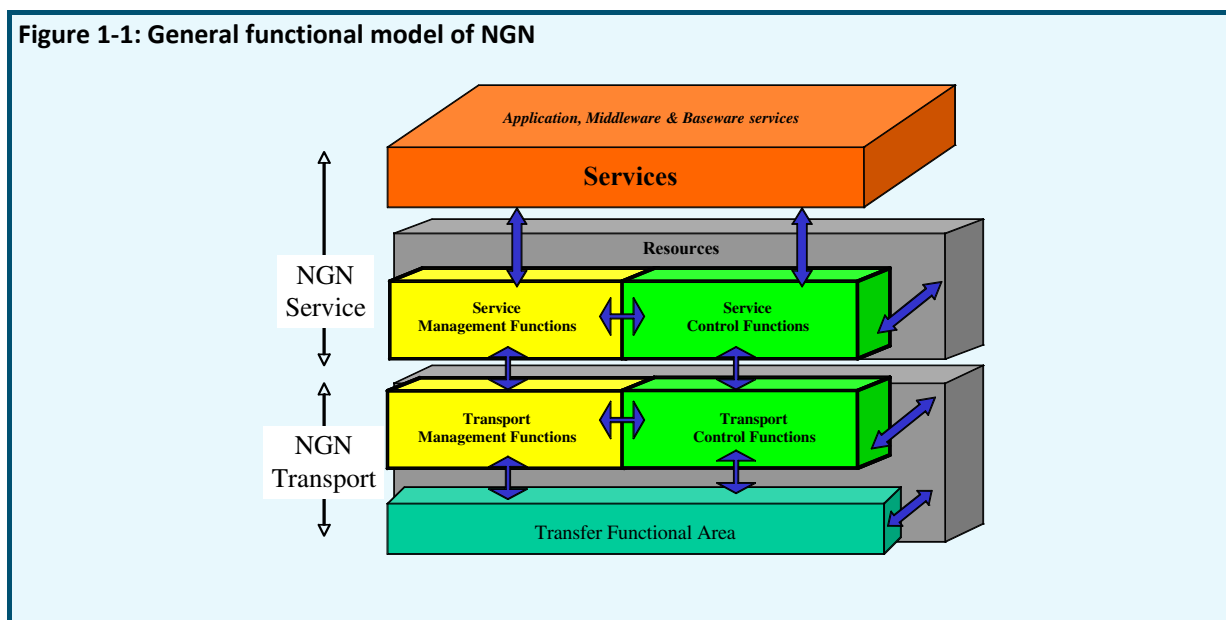 Figure 1-1: General functional model of NGN
Application, Middleware & Baseware services
Services
Resources
NGN
Service
Service
Management Functions
Service
Control Functions
NGN
Transport
Transport
Management Functions
Transport
Control Functions
Transfer Functional Area